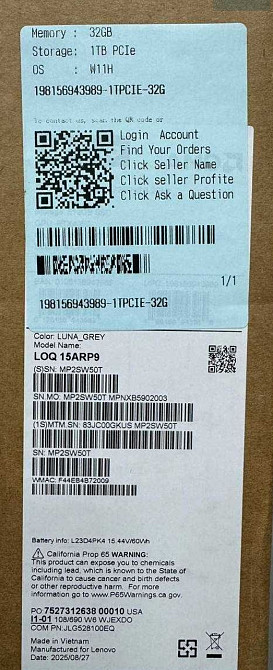 Memory : 32GB
Storage: 1TB PCIe
OS : W11H
198156943989-1TPCIE-32G
To contact us, scan the QR code or
Login Account
Find Your Orders
Click Seller Name
Click seller Profite
Click Ask a Question
1/1
198156943989-1TPCIE-32G
Color: LUNA_GREY
Model Name:
LOQ 15ARP9
(S)SN: MP2SW50T
SN,MO: MP2SW50T MPNXB5902003
(1S)MTM.SN: 83JC00GKUS MP2SW50T
SN: MP2SW50T
WMAC: F44EB4B72009
Battery info: L23D4PK4 15.44V/60Wh
California Prop 65 WARNING:
This product can expose you to chemicals
including lead, which is known to the State of
California to cause cancer and birth defects
or other reproductive harm. For more
information go to www.P65Warnings.ca.gov.
PO 7527312638 00010 USA
I1-01 108/690 W6 WJEXDO
COM PN:JLG528100EQ
Made in Vietnam
Manufactured for Lenovo
Date: 2025/08/27